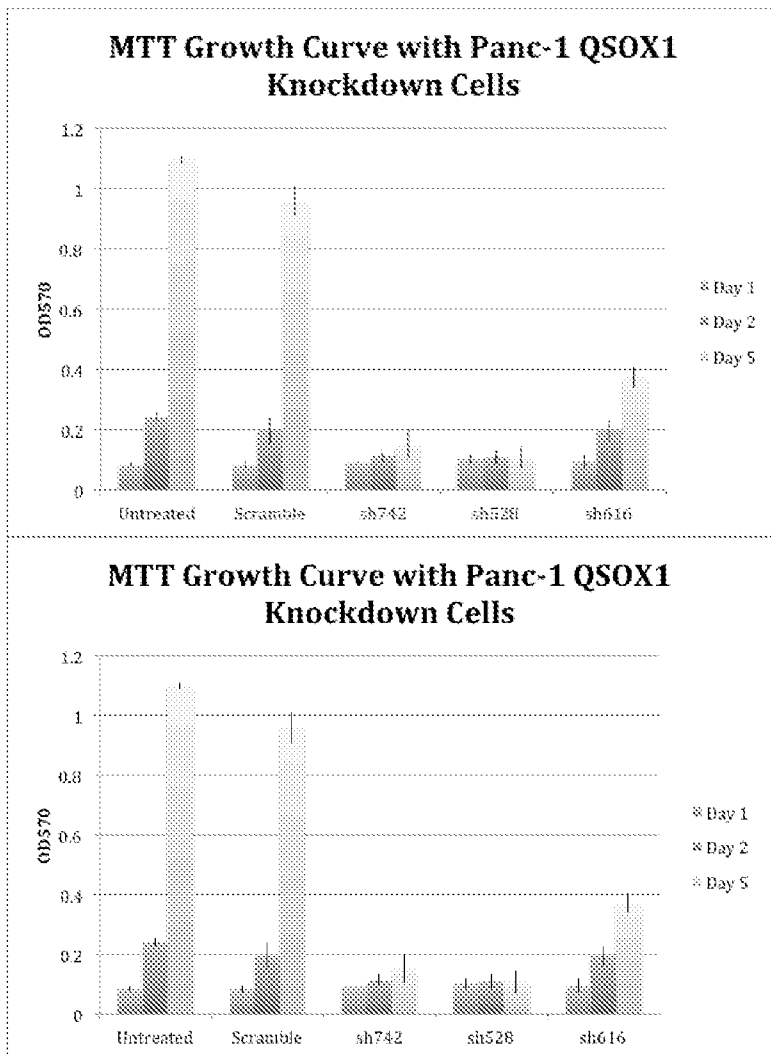 MTT Growth Curve with Panc-1 QSOX1
Knockdown Cells
1.2
1
0.8
0.6
0.4
0.2
0
OD570
Untreated
Scramble
sh742
sh528
sh616
Day 1
Day 2
Day 5
MTT Growth Curve with Panc-1 QSOX1
Knockdown Cells
1.2
1
0.8
0.6
0.4
0.2
0
OD570
Untreated
Scramble
sh742
sh528
sh616
Day 1
Day 2
Day 5